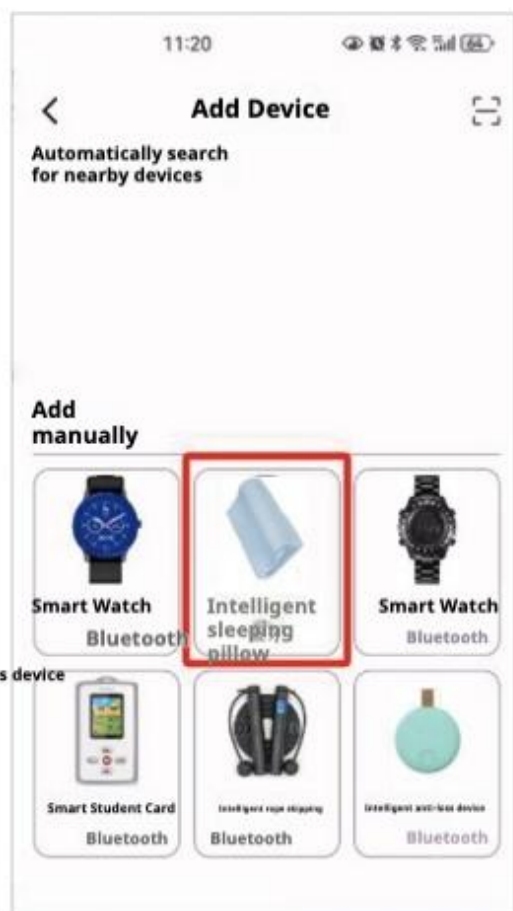 11:20
64
Add Device
Automatically search
for nearby devices
Add
manually
Smart Watch
Bluetooth
Intelligent
sleeping
pillow
Smart Watch
Bluetooth
s device
Smart Student Card
Bluetooth
Intelligent rope skipping
Bluetooth
Intelligent anti-loss device
Bluetooth